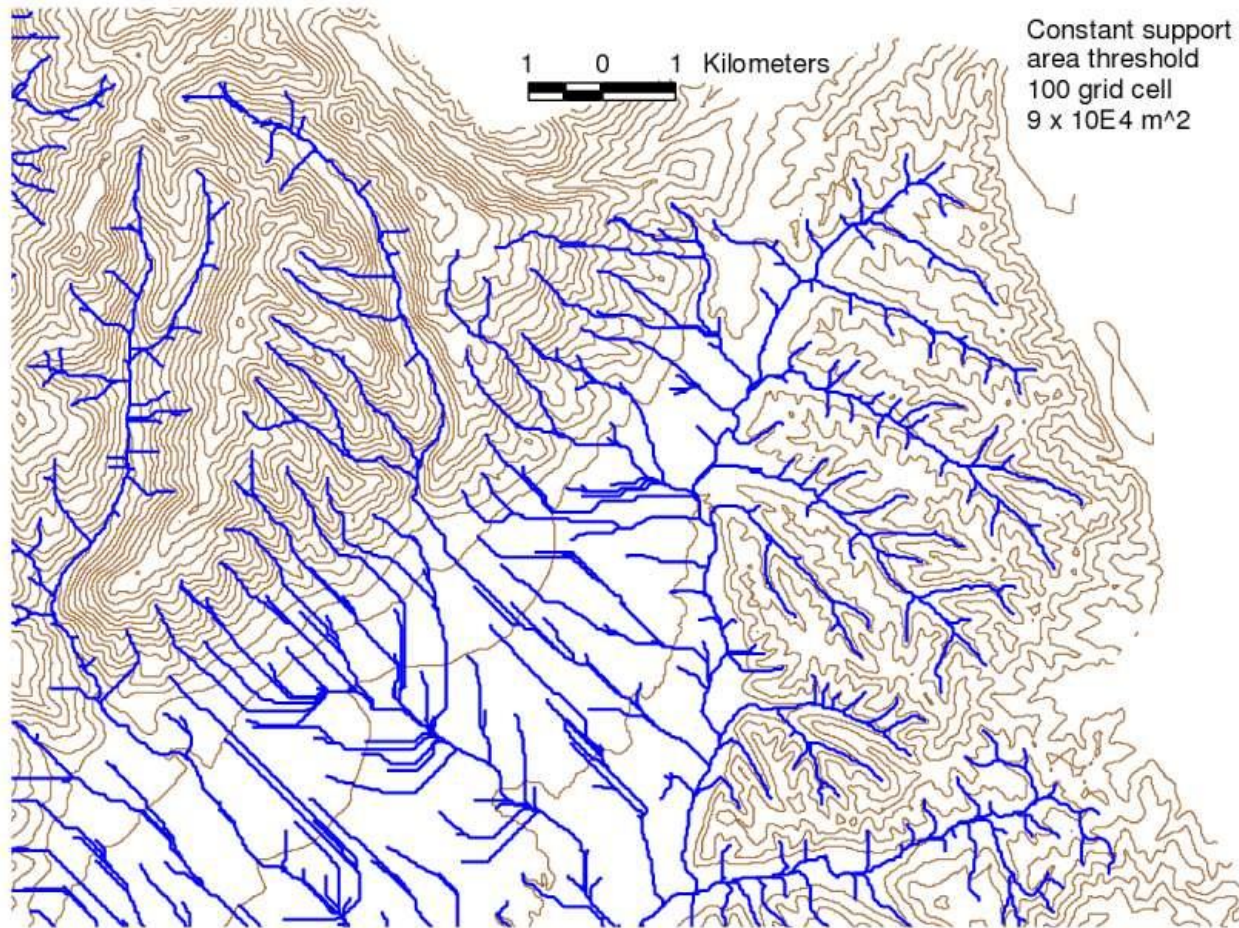 Constant support
area threshold
100 grid cell
9 x 10E4 m^2
1 0 1 Kilometers